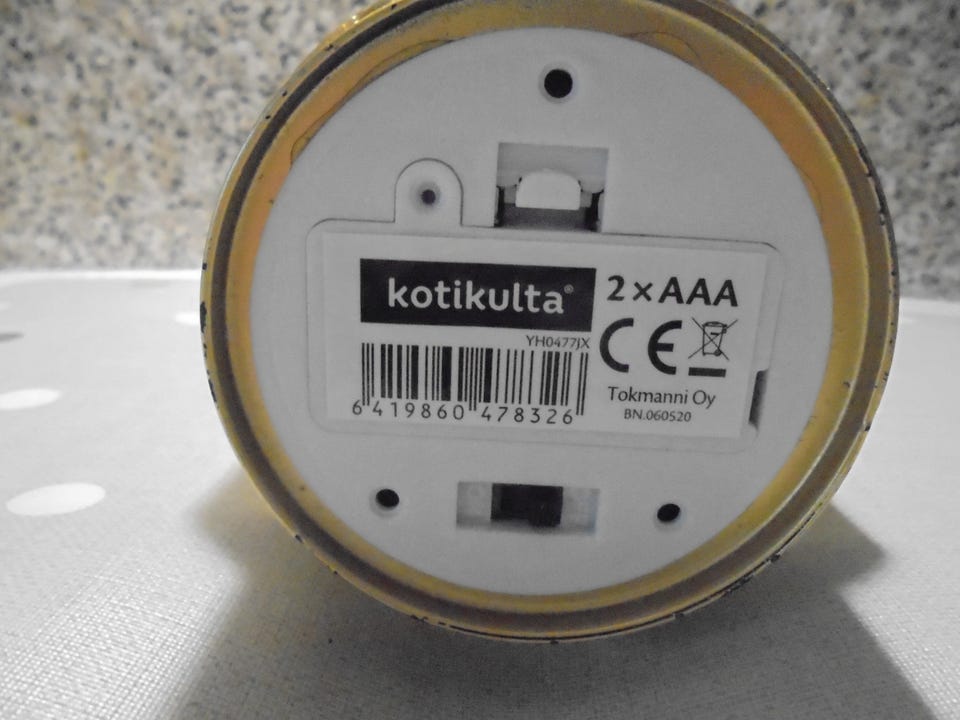 kotikulta®
2 x AAA
YH0477JX
CE
6 419860 478326
Tokmanni Oy
BN.060520